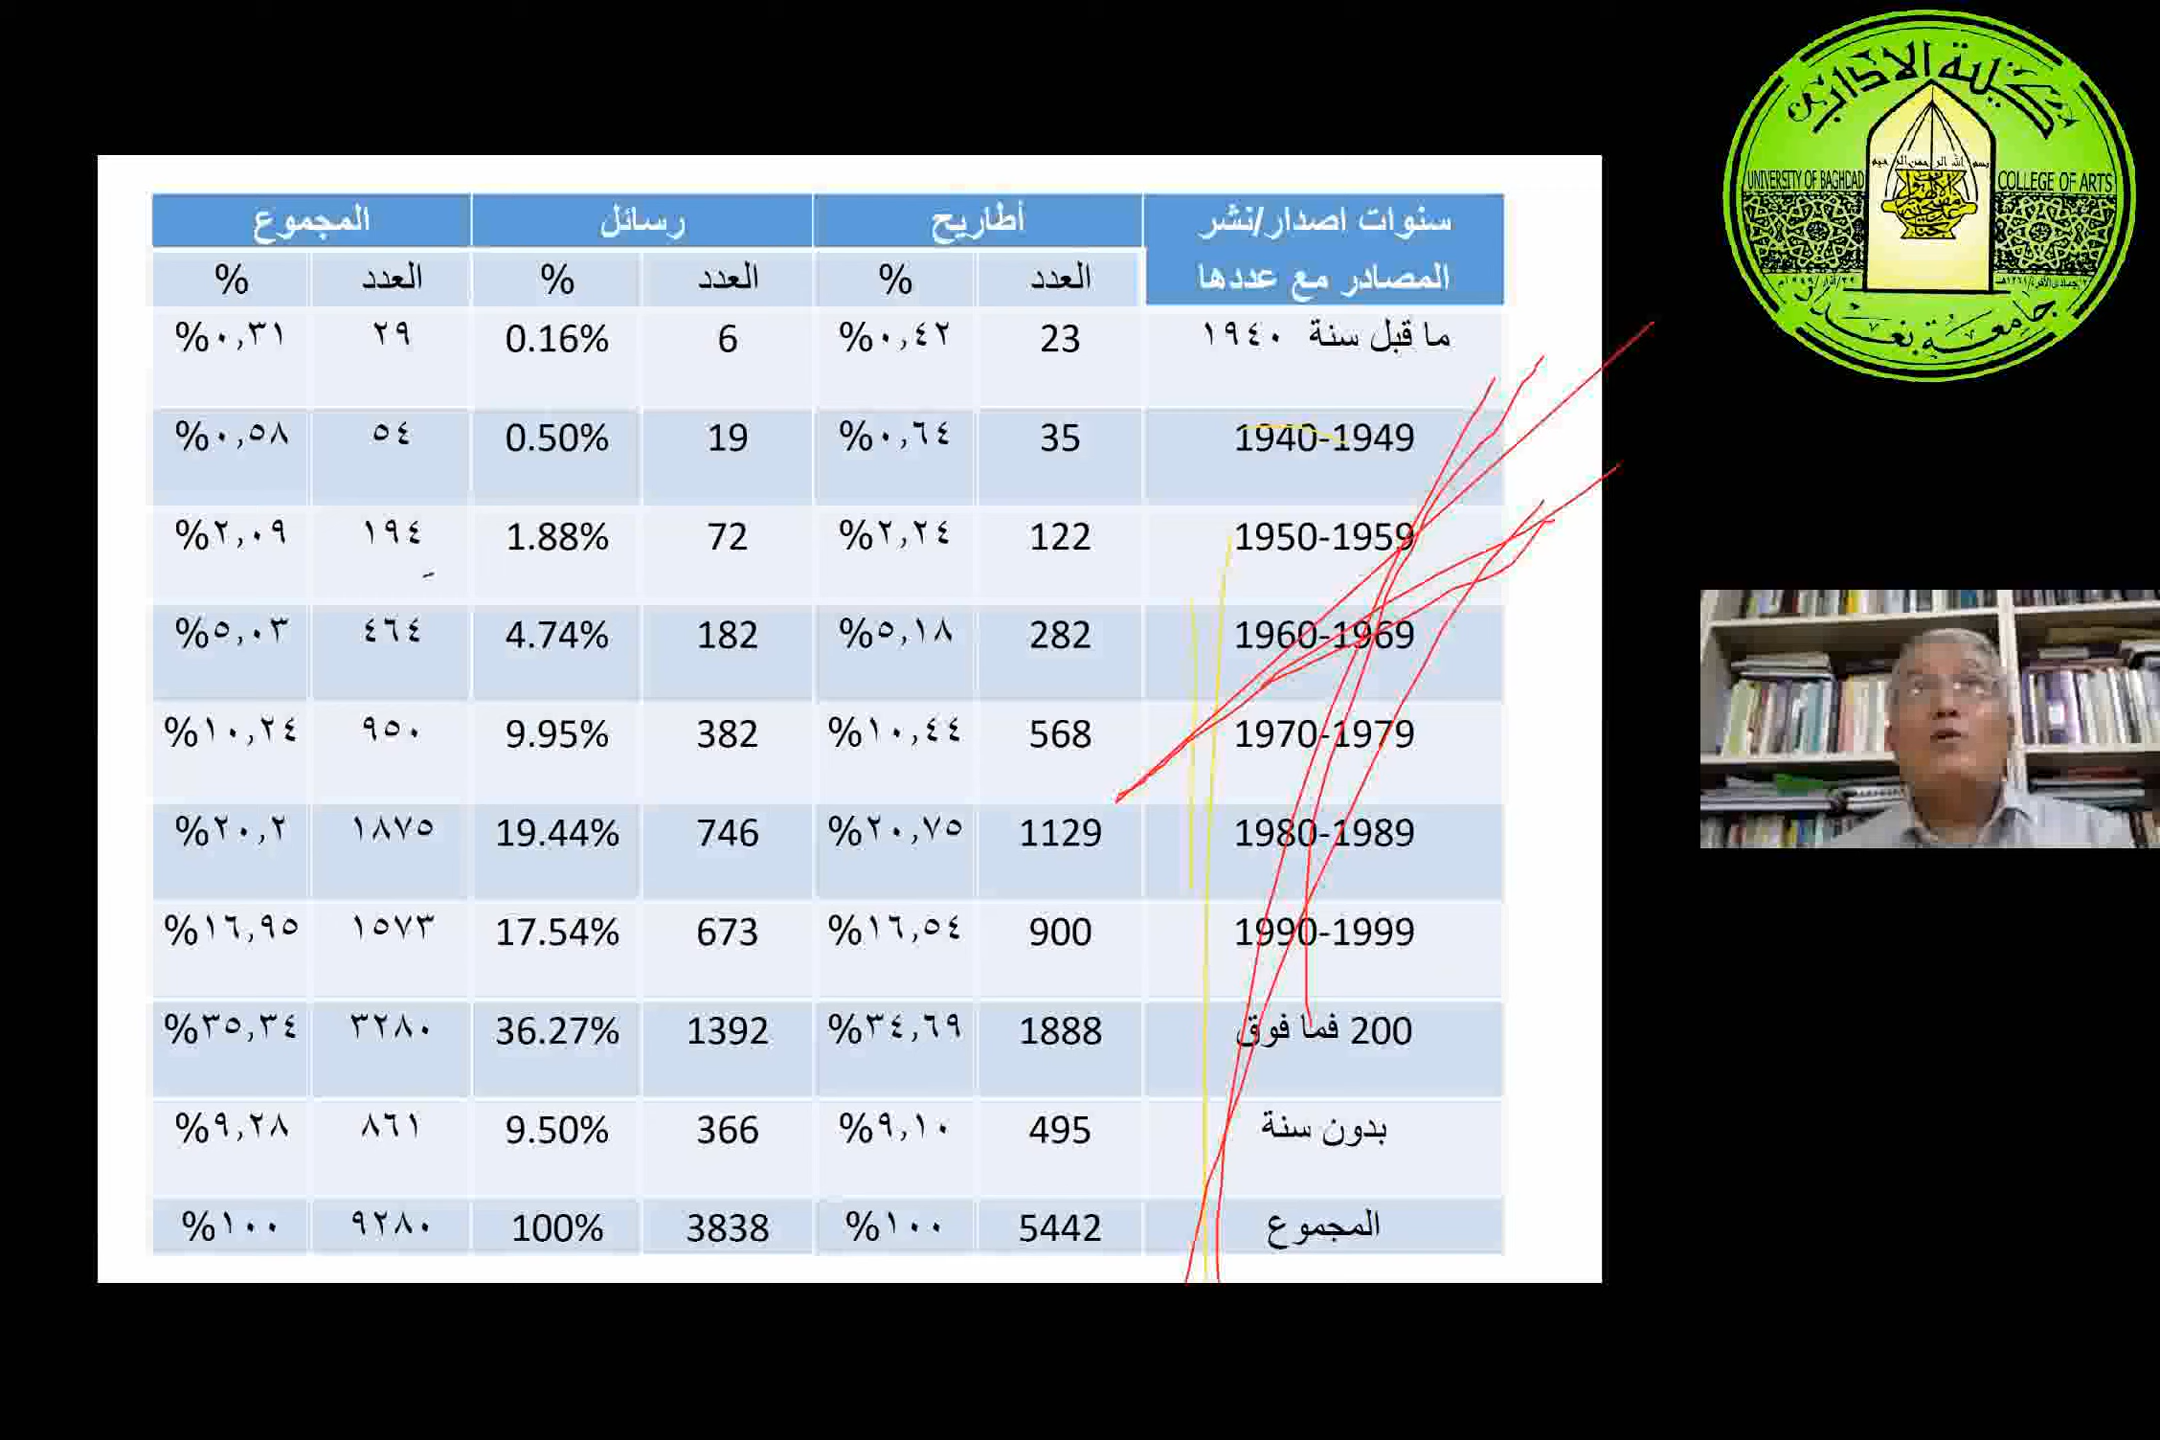 كلية الاداب
بسم الله الرحمن الرحيم
UNIVERSITY OF BAGHDAD
COLLEGE OF ARTS
جامعة بغداد
سنوات اصدار/نشر المصادر مع عددها أطاريح رسائل المجموع
العدد % العدد % العدد %
ما قبل سنة ١٩٤٠ 23 %٠,٤٢ 6 0.16% ٢٩ %٠,٣١
1940-1949 35 %٠,٦٤ 19 0.50% ٥٤ %٠,٥٨
1950-1959 122 %٢,٢٤ 72 1.88% ١٩٤ %٢,٠٩
1960-1969 282 %٥,١٨ 182 4.74% ٤٦٤ %٥,٠٣
1970-1979 568 %١٠,٤٤ 382 9.95% ٩٥٠ %١٠,٢٤
1980-1989 1129 %٢٠,٧٥ 746 19.44% ١٨٧٥ %٢٠,٢
1990-1999 900 %١٦,٥٤ 673 17.54% ١٥٧٣ %١٦,٩٥
200 فما فوق 1888 %٣٤,٦٩ 1392 36.27% ٣٢٨٠ %٣٥,٣٤
بدون سنة 495 %٩,١٠ 366 9.50% ٨٦١ %٩,٢٨
المجموع 5442 %١٠٠ 3838 100% ٩٢٨٠ %١٠٠